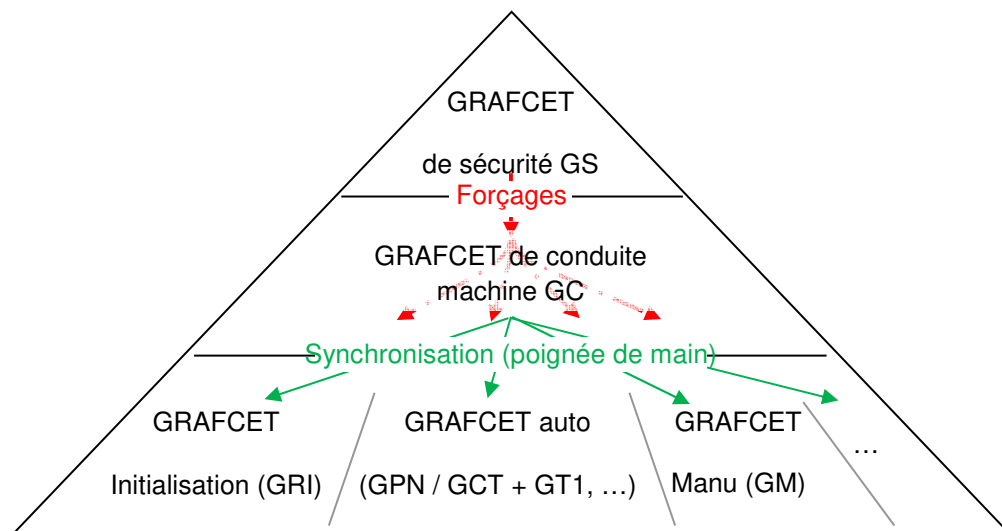 GRAFCET
de sécurité GS
Forçages
GRAFCET de conduite
machine GC
Synchronisation (poignée de main)
GRAFCET
Initialisation (GRI)
GRAFCET auto
(GPN / GCT + GT1, …)
GRAFCET
Manu (GM)
…